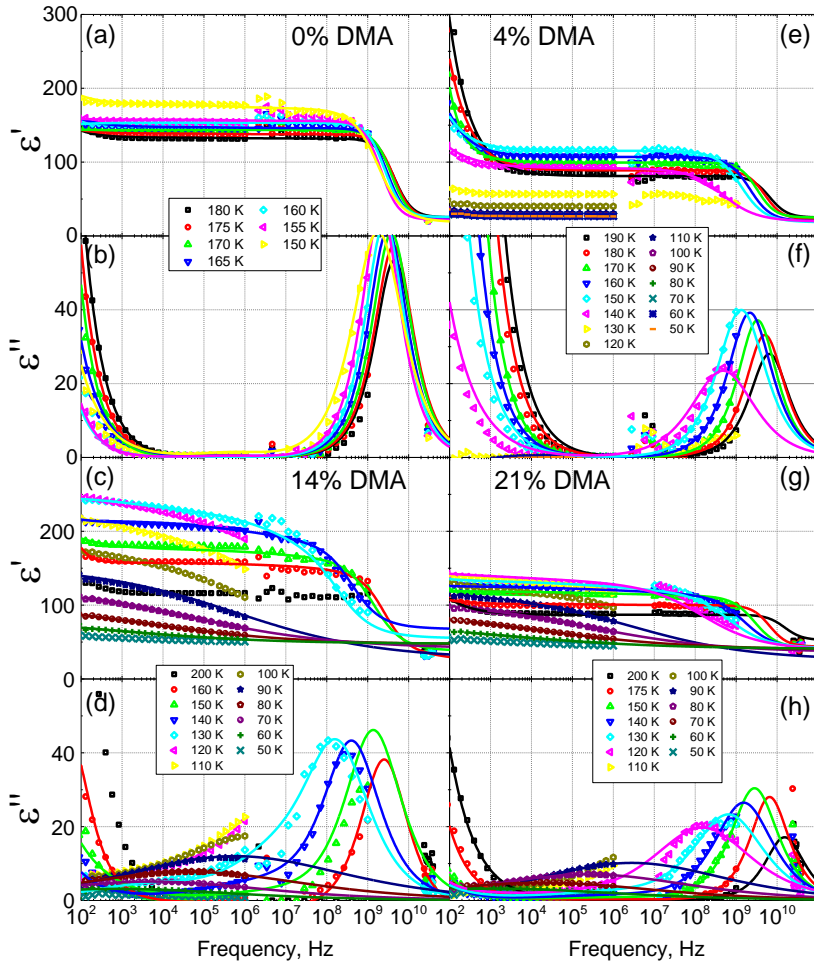 (a) 0% DMA
4% DMA (e)
300
200
100
0
ε'
180 K 160 K
175 K 155 K
170 K 150 K
165 K
(b)
(f)
40
20
0
ε''
190 K 110 K
180 K 100 K
170 K 90 K
160 K 80 K
150 K 70 K
140 K 60 K
130 K 50 K
120 K
(c) 14% DMA
21% DMA (g)
200
100
0
ε'
(d)
(h)
40
20
0
ε''
200 K 100 K
160 K 90 K
150 K 80 K
140 K 70 K
130 K 60 K
120 K 50 K
110 K
200 K 100 K
175 K 90 K
150 K 80 K
140 K 70 K
130 K 60 K
120 K 50 K
110 K
10² 10³ 10⁴ 10⁵ 10⁶ 10⁷ 10⁸ 10⁹ 10¹⁰
10² 10³ 10⁴ 10⁵ 10⁶ 10⁷ 10⁸ 10⁹ 10¹⁰
Frequency, Hz
Frequency, Hz